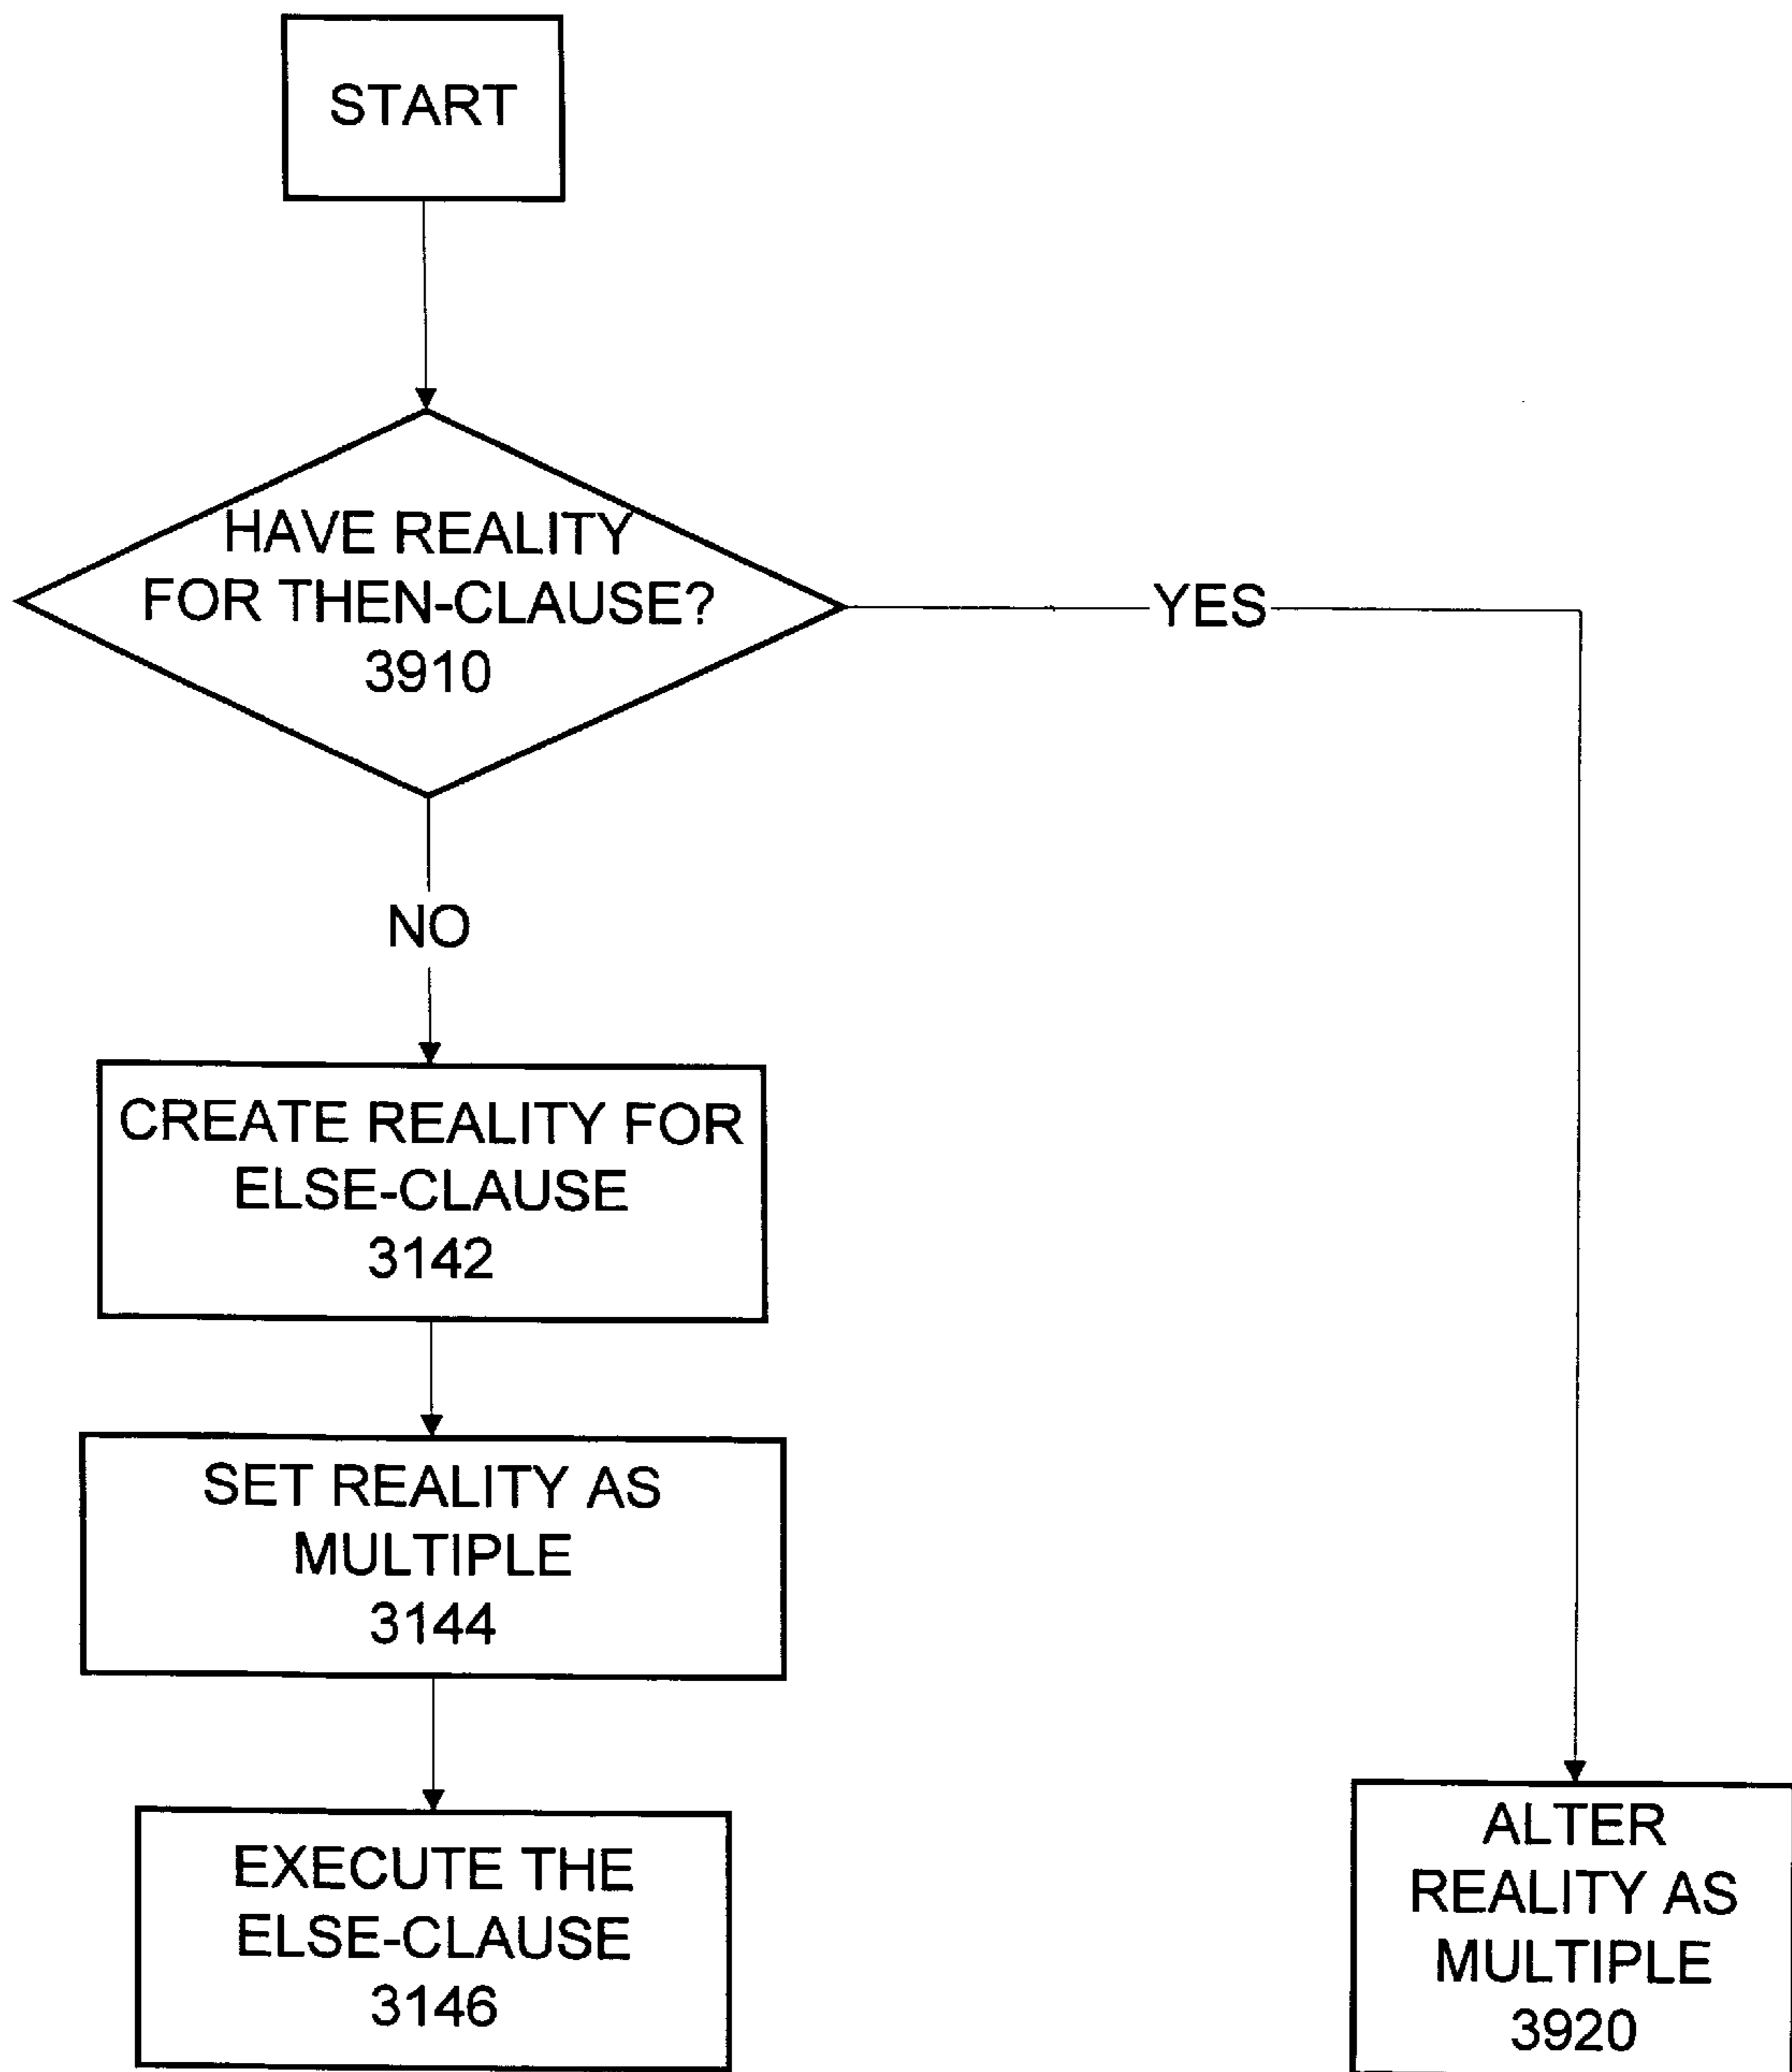 START
HAVE REALITY
FOR THEN-CLAUSE?
3910
YES
NO
CREATE REALITY FOR
ELSE-CLAUSE
3142
SET REALITY AS
MULTIPLE
3144
EXECUTE THE
ELSE-CLAUSE
3146
ALTER
REALITY AS
MULTIPLE
3920